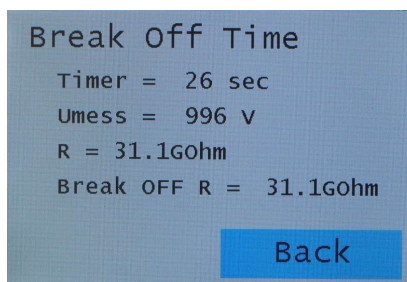 Break Off Time
Timer = 26 sec
Umess = 996 V
R = 31.1GOhm
Break OFF R = 31.1GOhm
Back